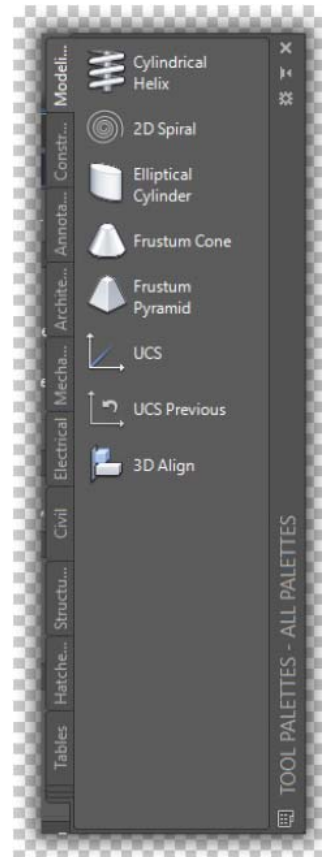 Modeli...
Constr...
Annota...
Archite...
Mecha...
Electrical
Civil
Structu...
Hatche...
Tables
Cylindrical
Helix
2D Spiral
Elliptical
Cylinder
Frustum Cone
Frustum
Pyramid
UCS
UCS Previous
3D Align
TOOL PALETTES - ALL PALETTES